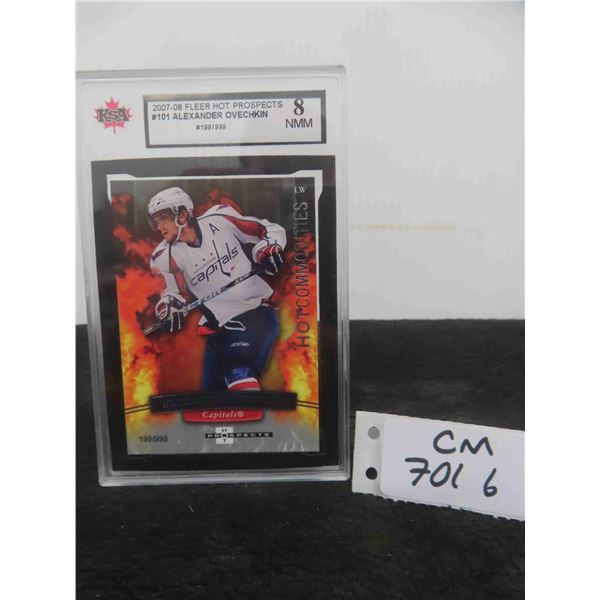 KSA
2007-08 FLEER HOT PROSPECTS
#101 ALEXANDER OVECHKIN
#199/999
8
NMM
LW
HOTCOMMODITIES
A
capitals
Capitals®
HOT
PROSPECTS
199/999
CM
701 6